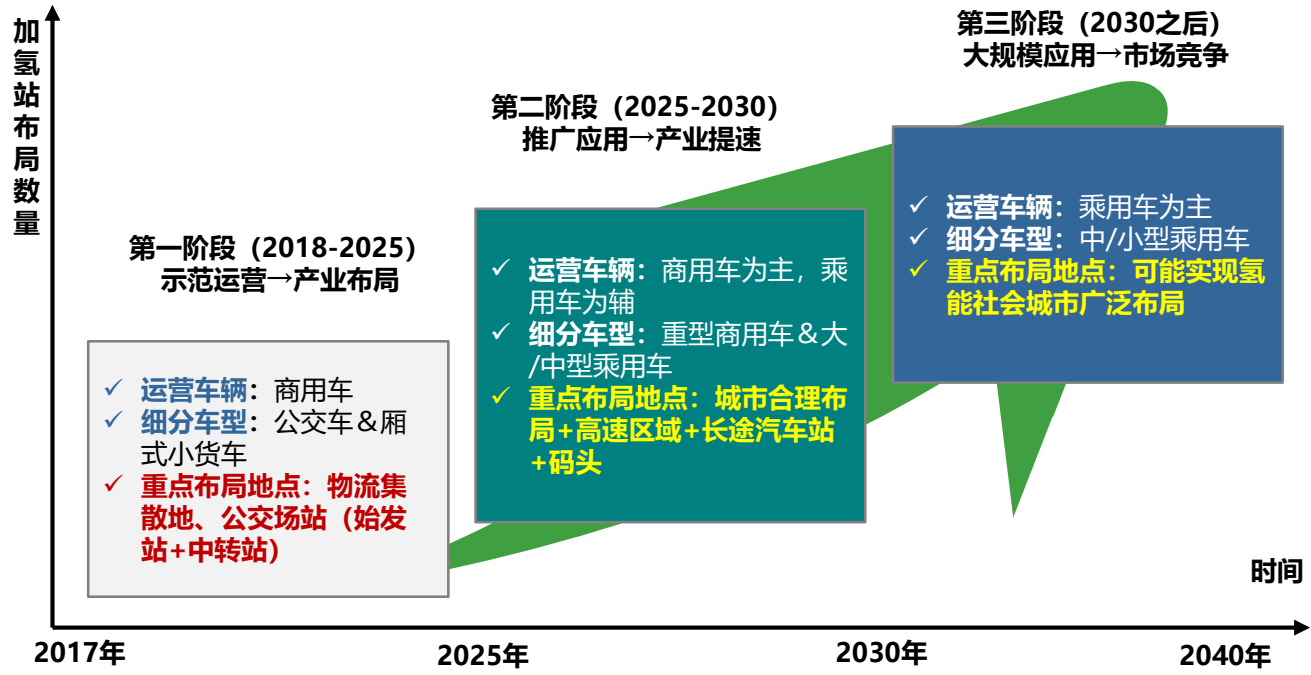 加氢站布局数量
第一阶段（2018-2025）
示范运营→产业布局
✓ 运营车辆：商用车
✓ 细分车型：公交车＆厢
式小货车
✓ 重点布局地点：物流集
散地、公交场站（始发
站+中转站）
第二阶段（2025-2030）
推广应用→产业提速
✓ 运营车辆：商用车为主，乘
用车为辅
✓ 细分车型：重型商用车＆大
/中型乘用车
✓ 重点布局地点：城市合理布
局+高速区域+长途汽车站
+码头
第三阶段（2030之后）
大规模应用→市场竞争
✓ 运营车辆：乘用车为主
✓ 细分车型：中/小型乘用车
✓ 重点布局地点：可能实现氢
能社会城市广泛布局
时间
2017年
2025年
2030年
2040年